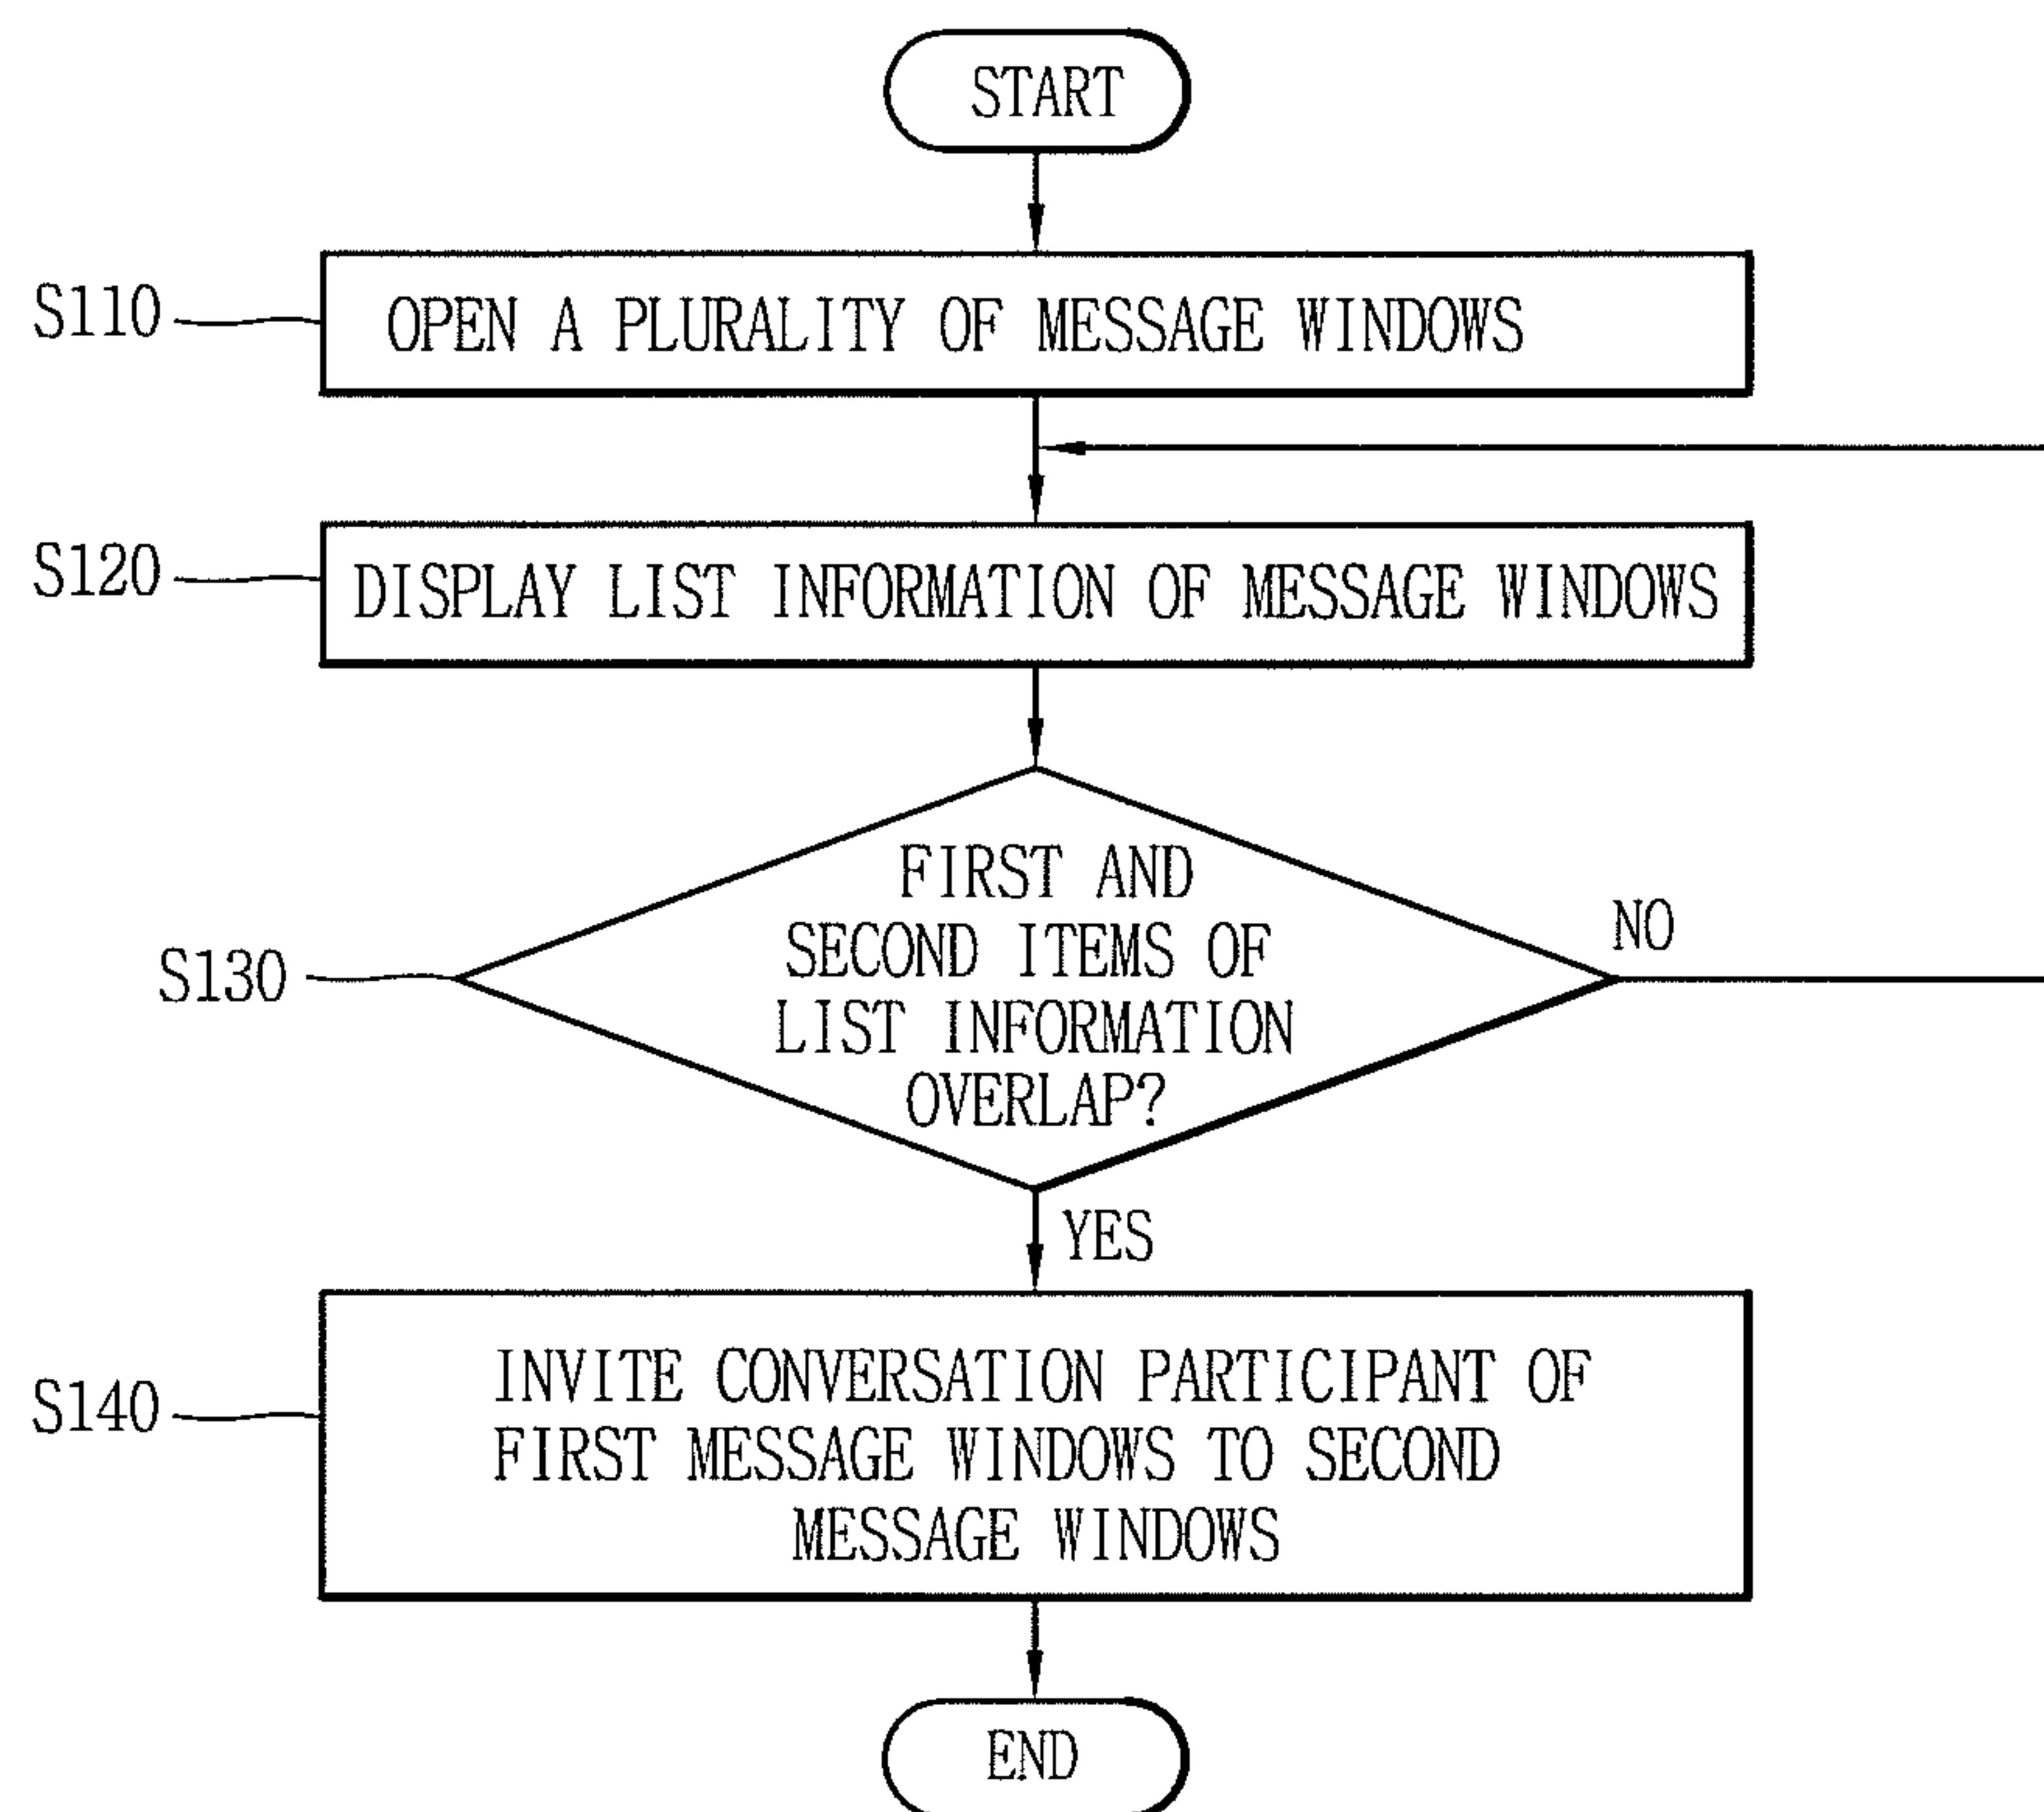 START
S110
OPEN A PLURALITY OF MESSAGE WINDOWS
S120
DISPLAY LIST INFORMATION OF MESSAGE WINDOWS
S130
FIRST AND
SECOND ITEMS OF
LIST INFORMATION
OVERLAP?
NO
YES
S140
INVITE CONVERSATION PARTICIPANT OF
FIRST MESSAGE WINDOWS TO SECOND
MESSAGE WINDOWS
END